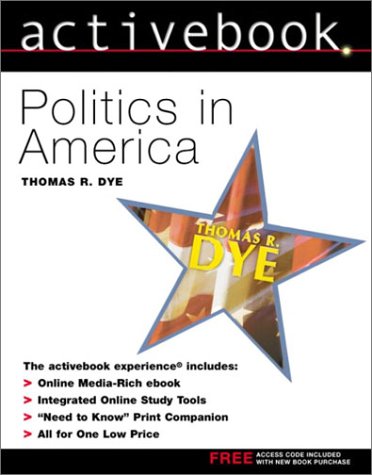 activebook.
Politics in
America
THOMAS R. DYE
THOMAS R.
DYE
The activebook experience® includes:
> Online Media-Rich ebook
> Integrated Online Study Tools
> “Need to Know” Print Companion
> All for One Low Price
FREE ACCESS CODE INCLUDED
WITH NEW BOOK PURCHASE